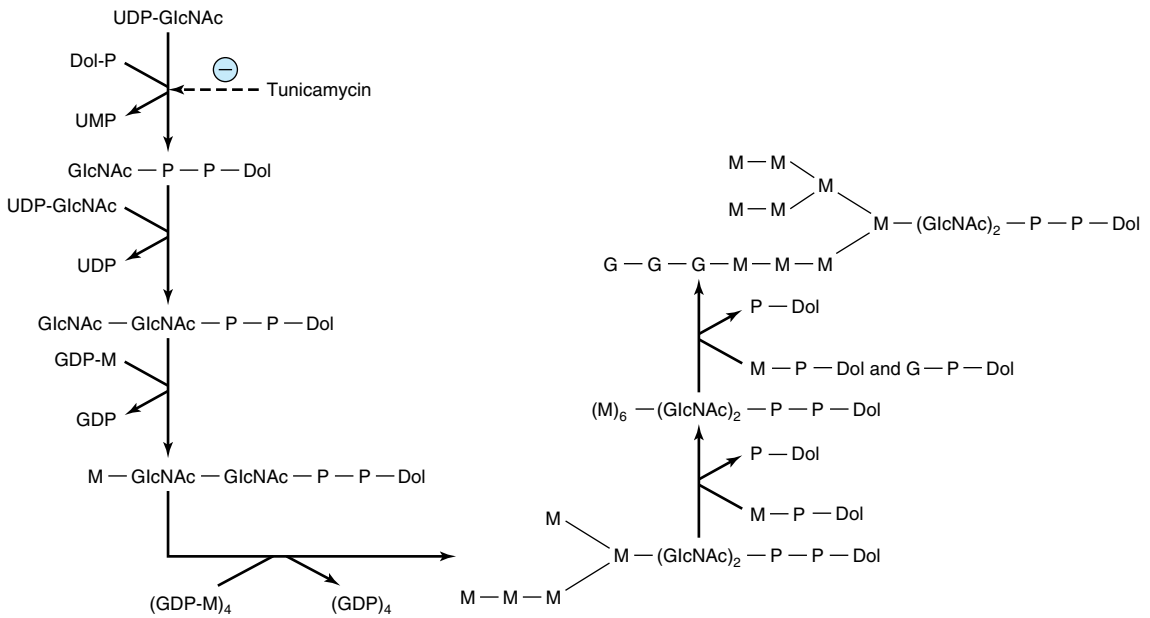 UDP-GlcNAc
Dol-P
−
Tunicamycin
UMP
GlcNAc — P — P — Dol
UDP-GlcNAc
UDP
GlcNAc — GlcNAc — P — P — Dol
GDP-M
GDP
M — GlcNAc — GlcNAc — P — P — Dol
(GDP-M)₄
(GDP)₄
M — M
M
M — M
M — (GlcNAc)₂ — P — P — Dol
G — G — G — M — M — M
P — Dol
M — P — Dol and G — P — Dol
(M)₆ — (GlcNAc)₂ — P — P — Dol
P — Dol
M — P — Dol
M
M — (GlcNAc)₂ — P — P — Dol
M — M — M